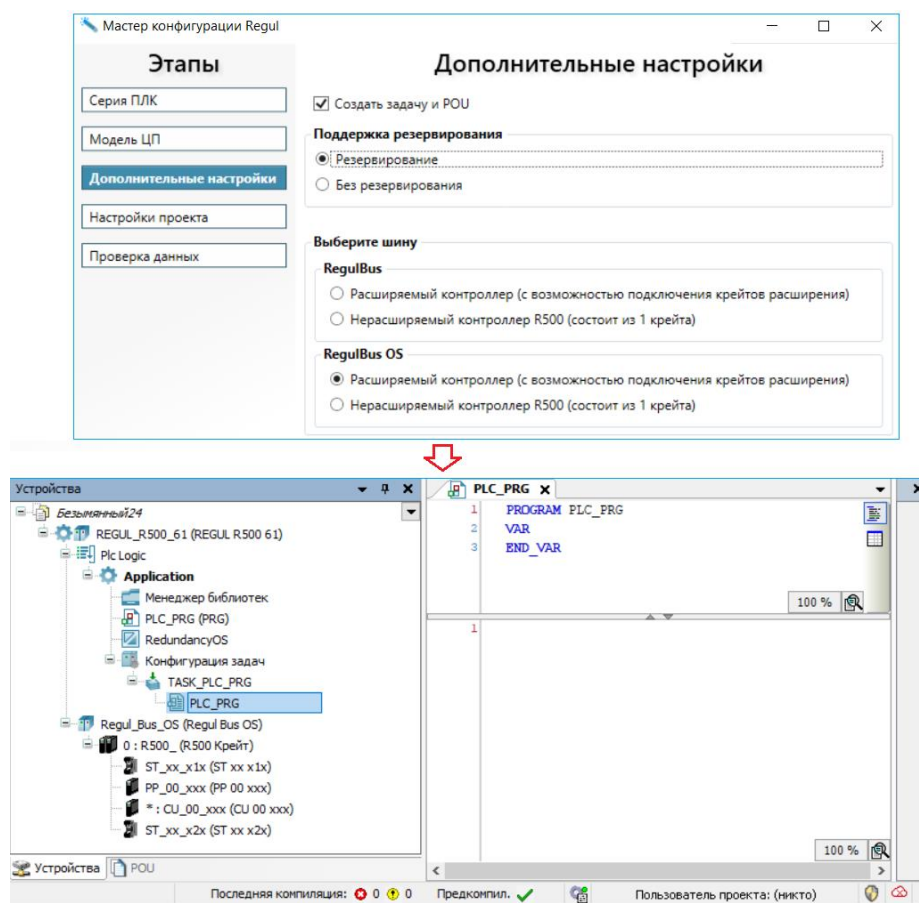 Мастер конфигурации Regul
Этапы
Серия ПЛК
Модель ЦП
Дополнительные настройки
Настройки проекта
Проверка данных
Дополнительные настройки
Создать задачу и POU
Поддержка резервирования
Резервирование
Без резервирования
Выберите шину
RegulBus
Расширяемый контроллер (с возможностью подключения крейтов расширения)
Нерасширяемый контроллер R500 (состоит из 1 крейта)
RegulBus OS
Расширяемый контроллер (с возможностью подключения крейтов расширения)
Нерасширяемый контроллер R500 (состоит из 1 крейта)
Устройства
Безымянный24
REGUL_R500_61 (REGUL R500 61)
Plc Logic
Application
Менеджер библиотек
PLC_PRG (PRG)
RedundancyOS
Конфигурация задач
TASK_PLC_PRG
PLC_PRG
Regul_Bus_OS (Regul Bus OS)
0 : R500_ (R500 Крейт)
ST_xx_x1x (ST xx x1x)
PP_00_xxx (PP 00 xxx)
* : CU_00_xxx (CU 00 xxx)
ST_xx_x2x (ST xx x2x)
Устройства
POU
PLC_PRG
1 PROGRAM PLC_PRG
2 VAR
3 END_VAR
100 %
1
100 %
Последняя компиляция: 0 0 Предкомпил. Пользователь проекта: (никто)